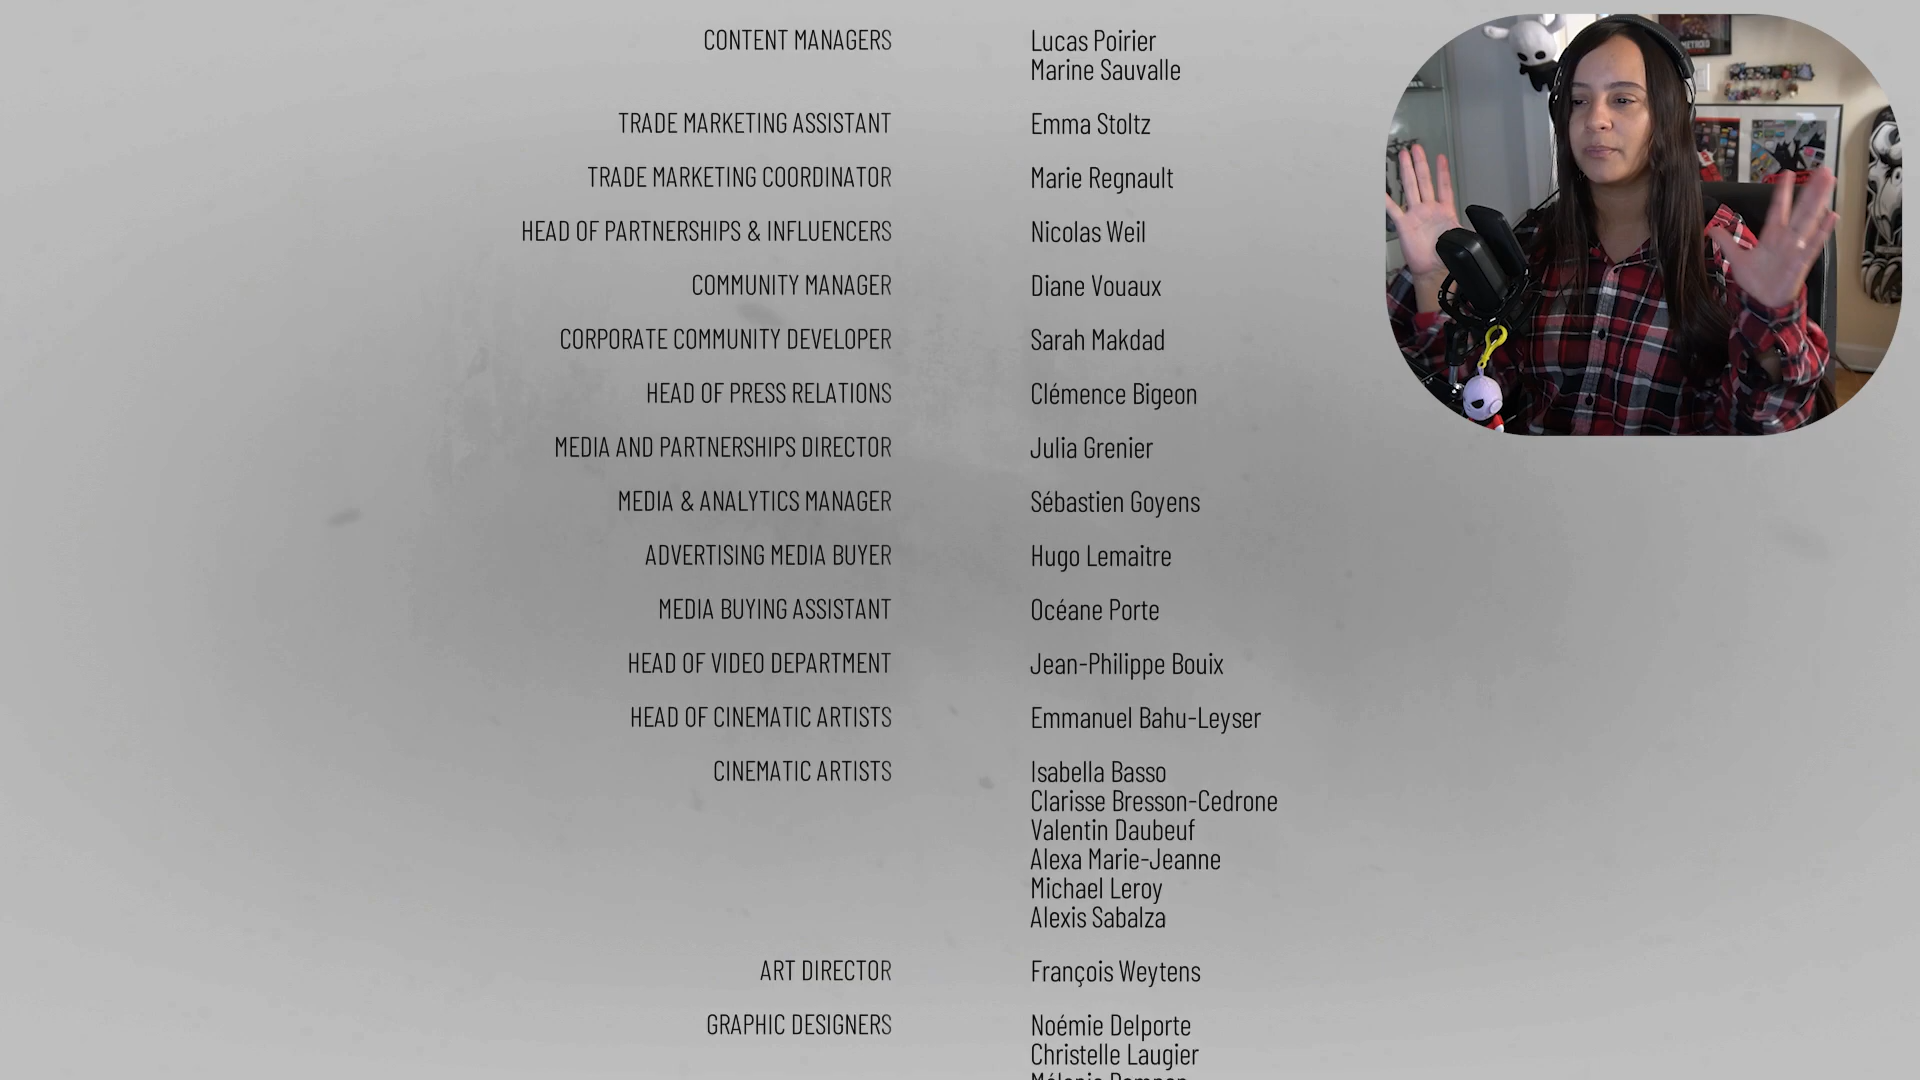 CONTENT MANAGERS Lucas Poirier
Marine Sauvalle
TRADE MARKETING ASSISTANT Emma Stoltz
TRADE MARKETING COORDINATOR Marie Regnault
HEAD OF PARTNERSHIPS & INFLUENCERS Nicolas Weil
COMMUNITY MANAGER Diane Vouaux
CORPORATE COMMUNITY DEVELOPER Sarah Makdad
HEAD OF PRESS RELATIONS Clémence Bigeon
MEDIA AND PARTNERSHIPS DIRECTOR Julia Grenier
MEDIA & ANALYTICS MANAGER Sébastien Goyens
ADVERTISING MEDIA BUYER Hugo Lemaitre
MEDIA BUYING ASSISTANT Océane Porte
HEAD OF VIDEO DEPARTMENT Jean-Philippe Bouix
HEAD OF CINEMATIC ARTISTS Emmanuel Bahu-Leyser
CINEMATIC ARTISTS Isabella Basso
Clarisse Bresson-Cedrone
Valentin Daubeuf
Alexa Marie-Jeanne
Michael Leroy
Alexis Sabalza
ART DIRECTOR François Weytens
GRAPHIC DESIGNERS Noémie Delporte
Christelle Laugier